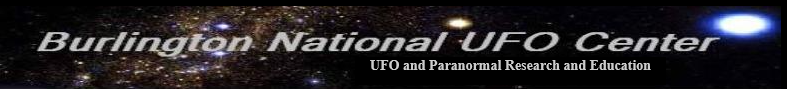 Burlington National UFO Center
UFO and Paranormal Research and Education